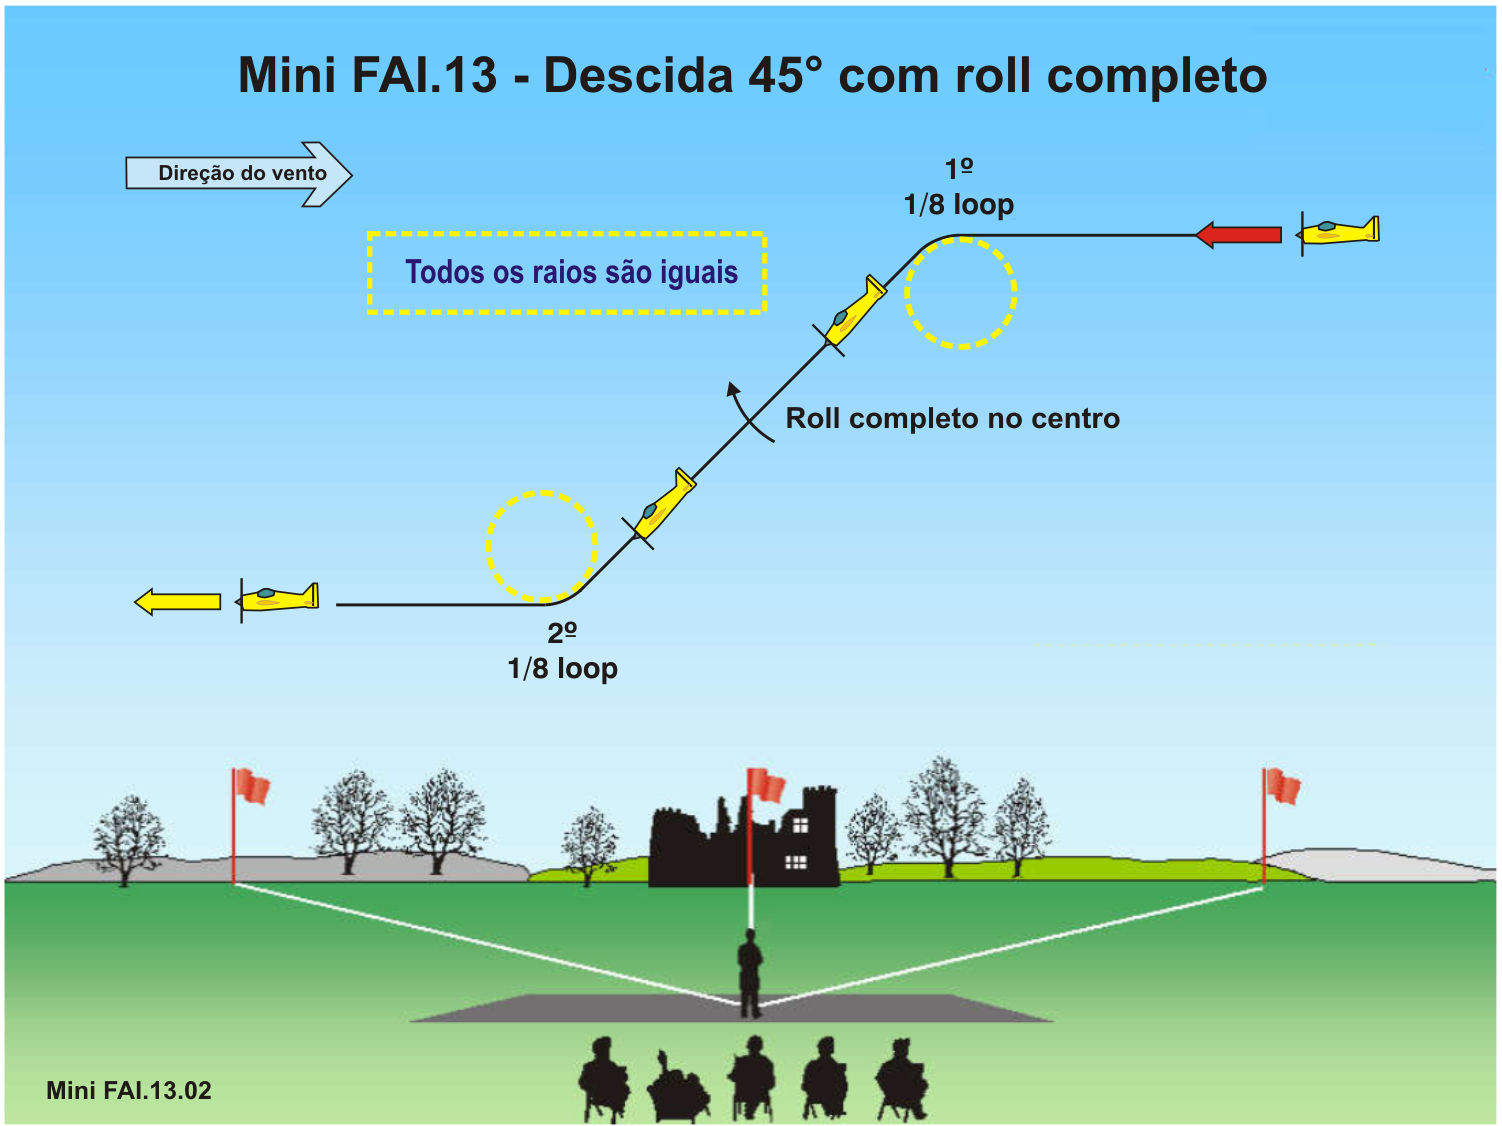 Mini FAI.13 - Descida 45° com roll completo
Direção do vento
1º
1/8 loop
Todos os raios são iguais
Roll completo no centro
2º
1/8 loop
Mini FAI.13.02